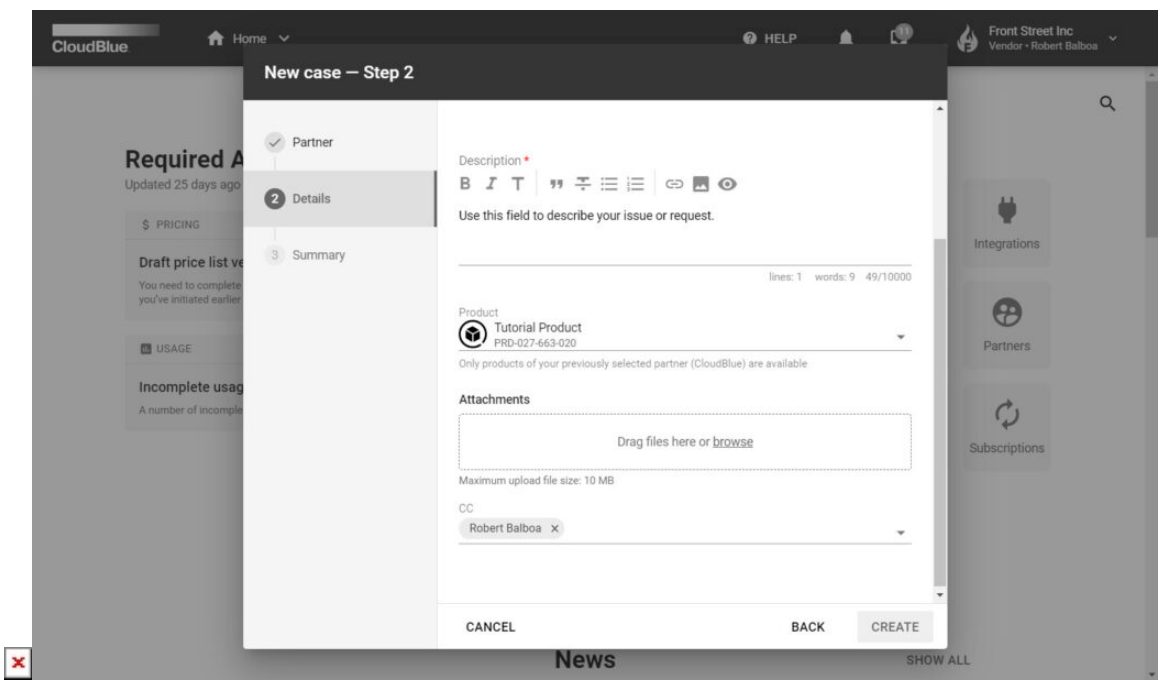 CloudBlue
Home
HELP
11
Front Street Inc
Vendor • Robert Balboa
New case — Step 2
Partner
2 Details
3 Summary
Required A
Updated 25 days ago
$ PRICING
Draft price list ve
You need to complete
you've initiated earlier
USAGE
Incomplete usag
A number of incomple
Description *
B I T
Use this field to describe your issue or request.
lines: 1 words: 9 49/10000
Product
Tutorial Product
PRD-027-663-020
Only products of your previously selected partner (CloudBlue) are available
Attachments
Drag files here or browse
Maximum upload file size: 10 MB
CC
Robert Balboa ×
CANCEL
BACK
CREATE
Integrations
Partners
Subscriptions
News
SHOW ALL